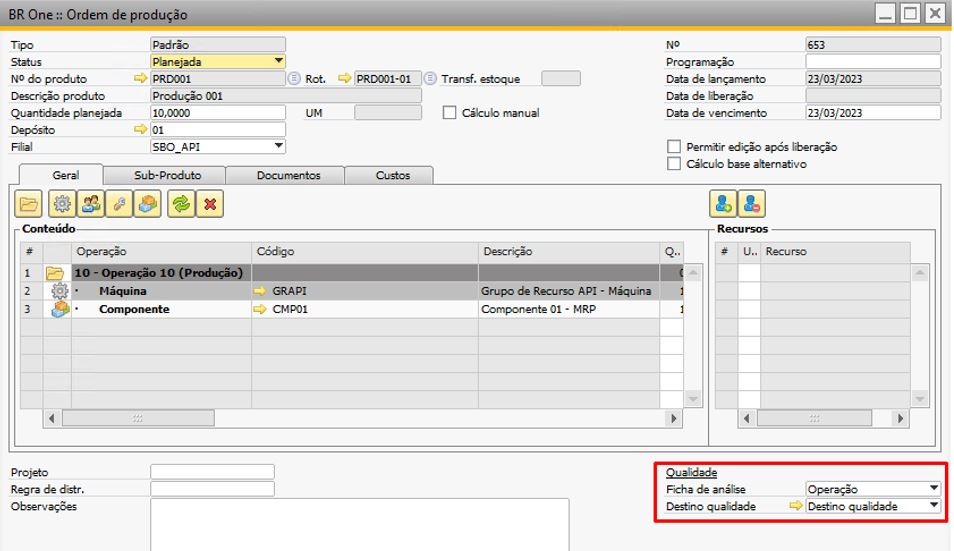 BR One :: Ordem de produção
Tipo Padrão Nº 653
Status Planejada Programação
Nº do produto PRD001 Rot. PRD001-01 Transf. estoque Data de lançamento 23/03/2023
Descrição produto Produção 001 Data de liberação
Quantidade planejada 10,0000 UM Cálculo manual Data de vencimento 23/03/2023
Depósito 01
Filial SBO_API Permitir edição após liberação
Cálculo base alternativo
Geral Sub-Produto Documentos Custos
Conteúdo Recursos
# Operação Código Descrição Q.. # U.. Recurso
1 10 - Operação 10 (Produção)
2 · Máquina GRAPI Grupo de Recurso API - Máquina 1
3 · Componente CMP01 Componente 01 - MRP 1
Projeto Qualidade
Regra de distr. Ficha de análise Operação
Observações Destino qualidade Destino qualidade